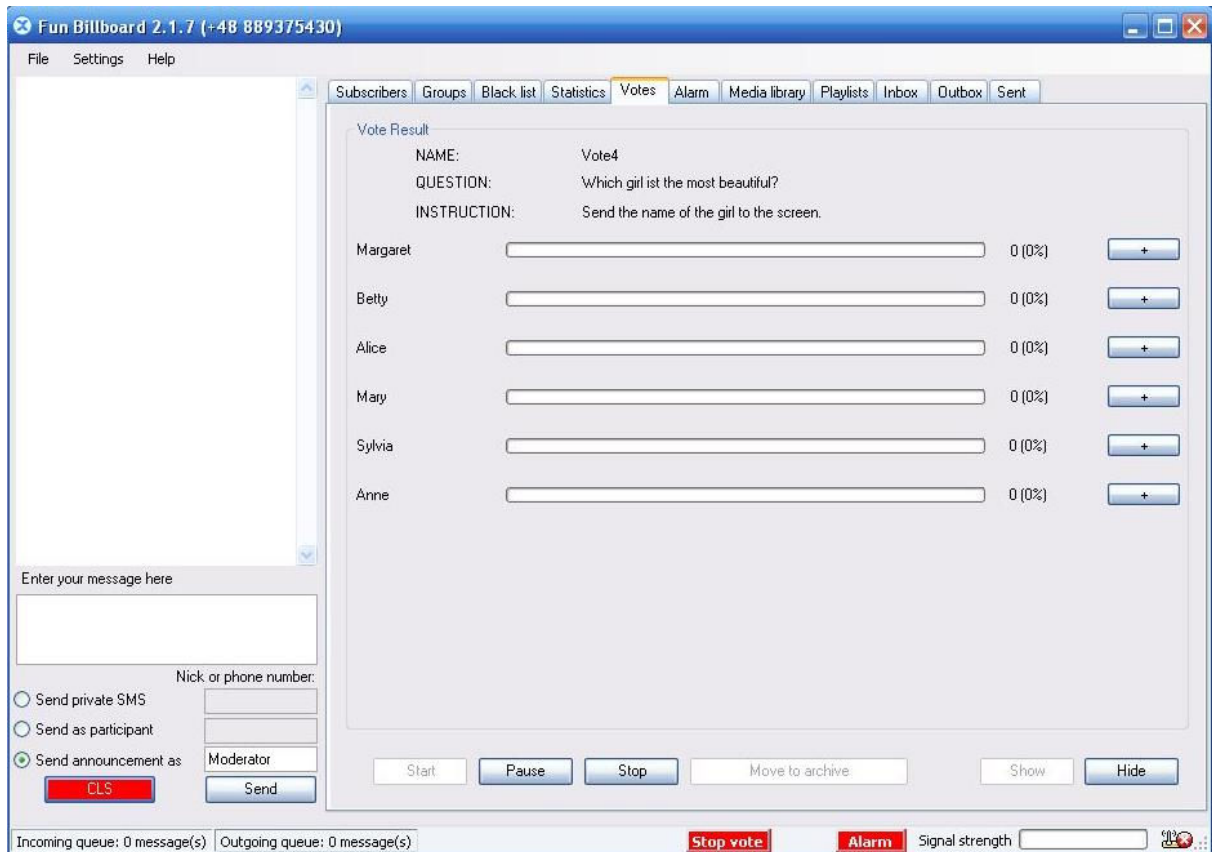 Fun Billboard 2.1.7 (+48 889375430)
File Settings Help
Subscribers Groups Black list Statistics Votes Alarm Media library Playlists Inbox Outbox Sent
Vote Result
NAME: Vote4
QUESTION: Which girl ist the most beautiful?
INSTRUCTION: Send the name of the girl to the screen.
Margaret 0 (0%) +
Betty 0 (0%) +
Alice 0 (0%) +
Mary 0 (0%) +
Sylvia 0 (0%) +
Anne 0 (0%) +
Enter your message here
Nick or phone number:
Send private SMS
Send as participant
Send announcement as Moderator
CLS Send
Start Pause Stop Move to archive Show Hide
Incoming queue: 0 message(s) Outgoing queue: 0 message(s) Stop vote Alarm Signal strength